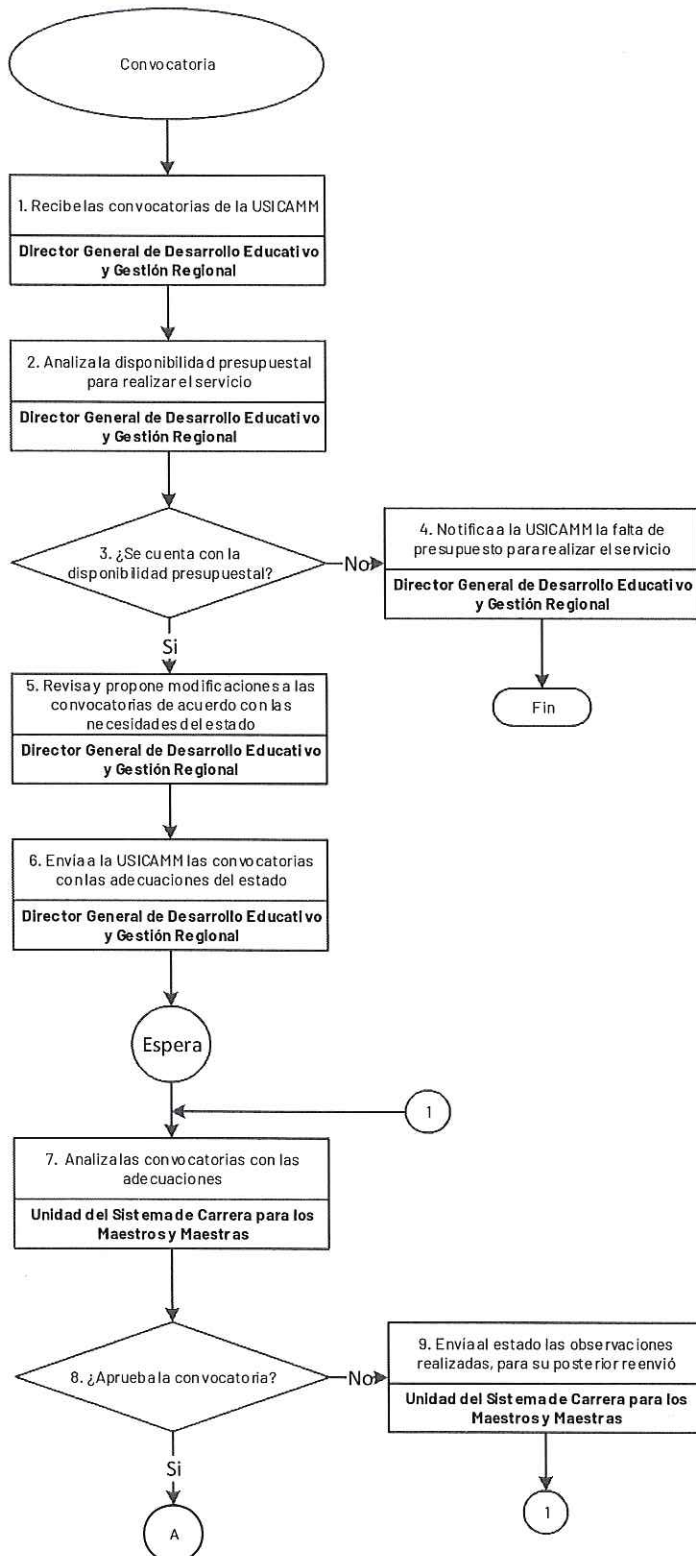 Convocatoria
1. Recibe las convocatorias de la USICAMM
Director General de Desarrollo Educativo
y Gestión Regional
2. Analiza la disponibilidad presupuestal
para realizar el servicio
Director General de Desarrollo Educativo
y Gestión Regional
3. ¿Se cuenta con la
disponibilidad presupuestal?
No
4. Notifica a la USICAMM la falta de
presupuesto para realizar el servicio
Director General de Desarrollo Educativo
y Gestión Regional
Fin
Si
5. Revisa y propone modificaciones a las
convocatorias de acuerdo con las
necesidades del estado
Director General de Desarrollo Educativo
y Gestión Regional
6. Envia a la USICAMM las convocatorias
con las adecuaciones del estado
Director General de Desarrollo Educativo
y Gestión Regional
Espera
1
7. Analiza las convocatorias con las
adecuaciones
Unidad del Sistema de Carrera para los
Maestros y Maestras
8. ¿Aprueba la convocatoria?
No
9. Envía al estado las observaciones
realizadas, para su posterior reenvió
Unidad del Sistema de Carrera para los
Maestros y Maestras
1
Si
A